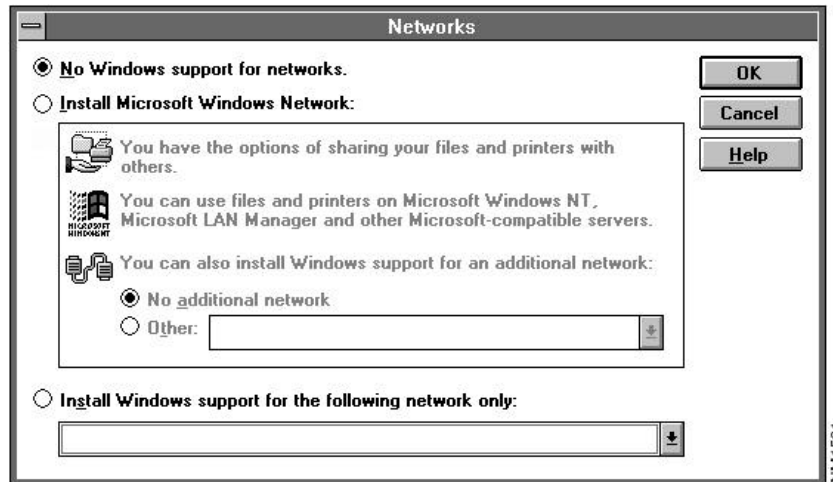 Networks
No Windows support for networks.
Install Microsoft Windows Network:
You have the options of sharing your files and printers with
others.
You can use files and printers on Microsoft Windows NT,
Microsoft LAN Manager and other Microsoft-compatible servers.
MICROSOFT
You can also install Windows support for an additional network:
No additional network
Other:
Install Windows support for the following network only:
OK
Cancel
Help